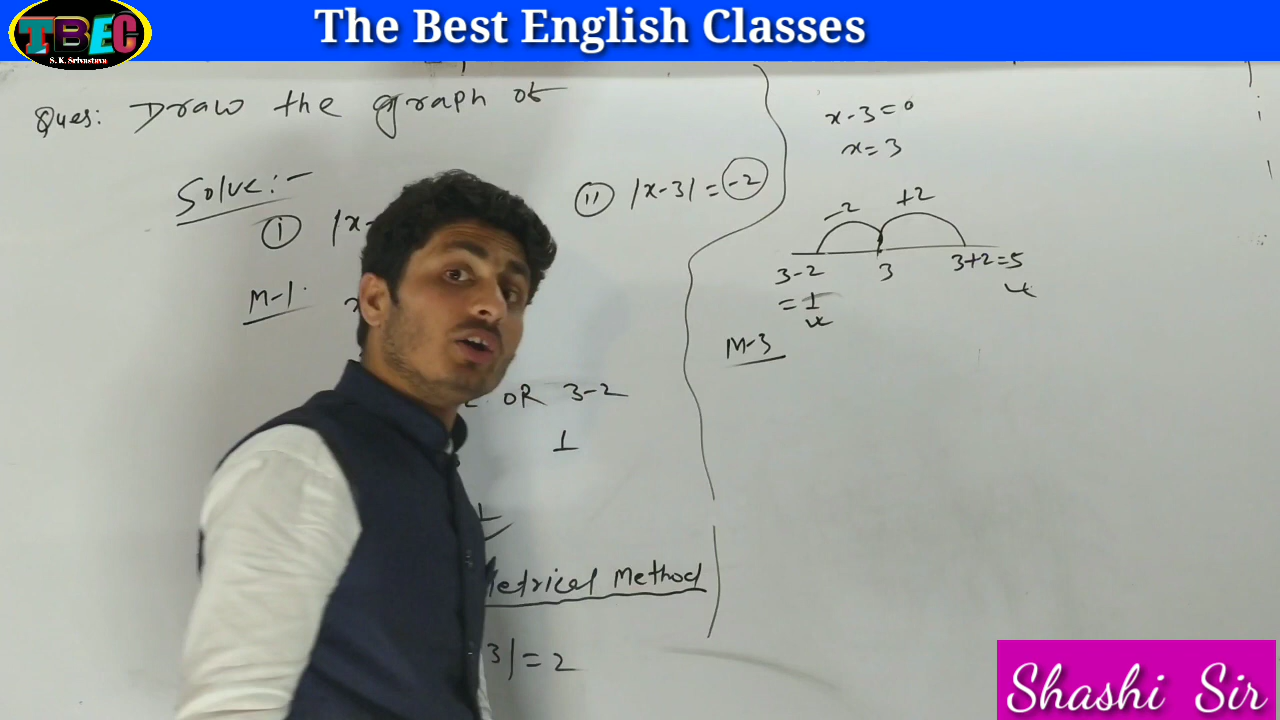 TBEC
S. K. Srivastava
The Best English Classes
Ques: Draw the graph of
Solve:-
(i) |x-
(ii) |x-3| = -2
M-1.
x
2 OR 3-2
1
metrical Method
3| = 2
x-3=0
x=3
-2 +2
3-2 3 3+2=5
= 1
M-3
Shashi Sir